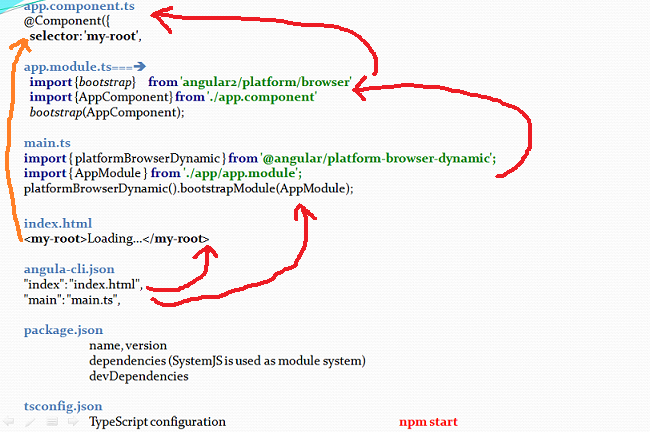 app.component.ts
@Component({
selector:'my-root',
app.module.ts===➔
import {bootstrap} from 'angular2/platform/browser'
import {AppComponent} from './app.component'
bootstrap(AppComponent);
main.ts
import { platformBrowserDynamic } from '@angular/platform-browser-dynamic';
import { AppModule } from './app/app.module';
platformBrowserDynamic().bootstrapModule(AppModule);
index.html
<my-root>Loading...</my-root>
angula-cli.json
"index":"index.html",
"main":"main.ts",
package.json
name, version
dependencies (SystemJS is used as module system)
devDependencies
tsconfig.json
TypeScript configuration npm start